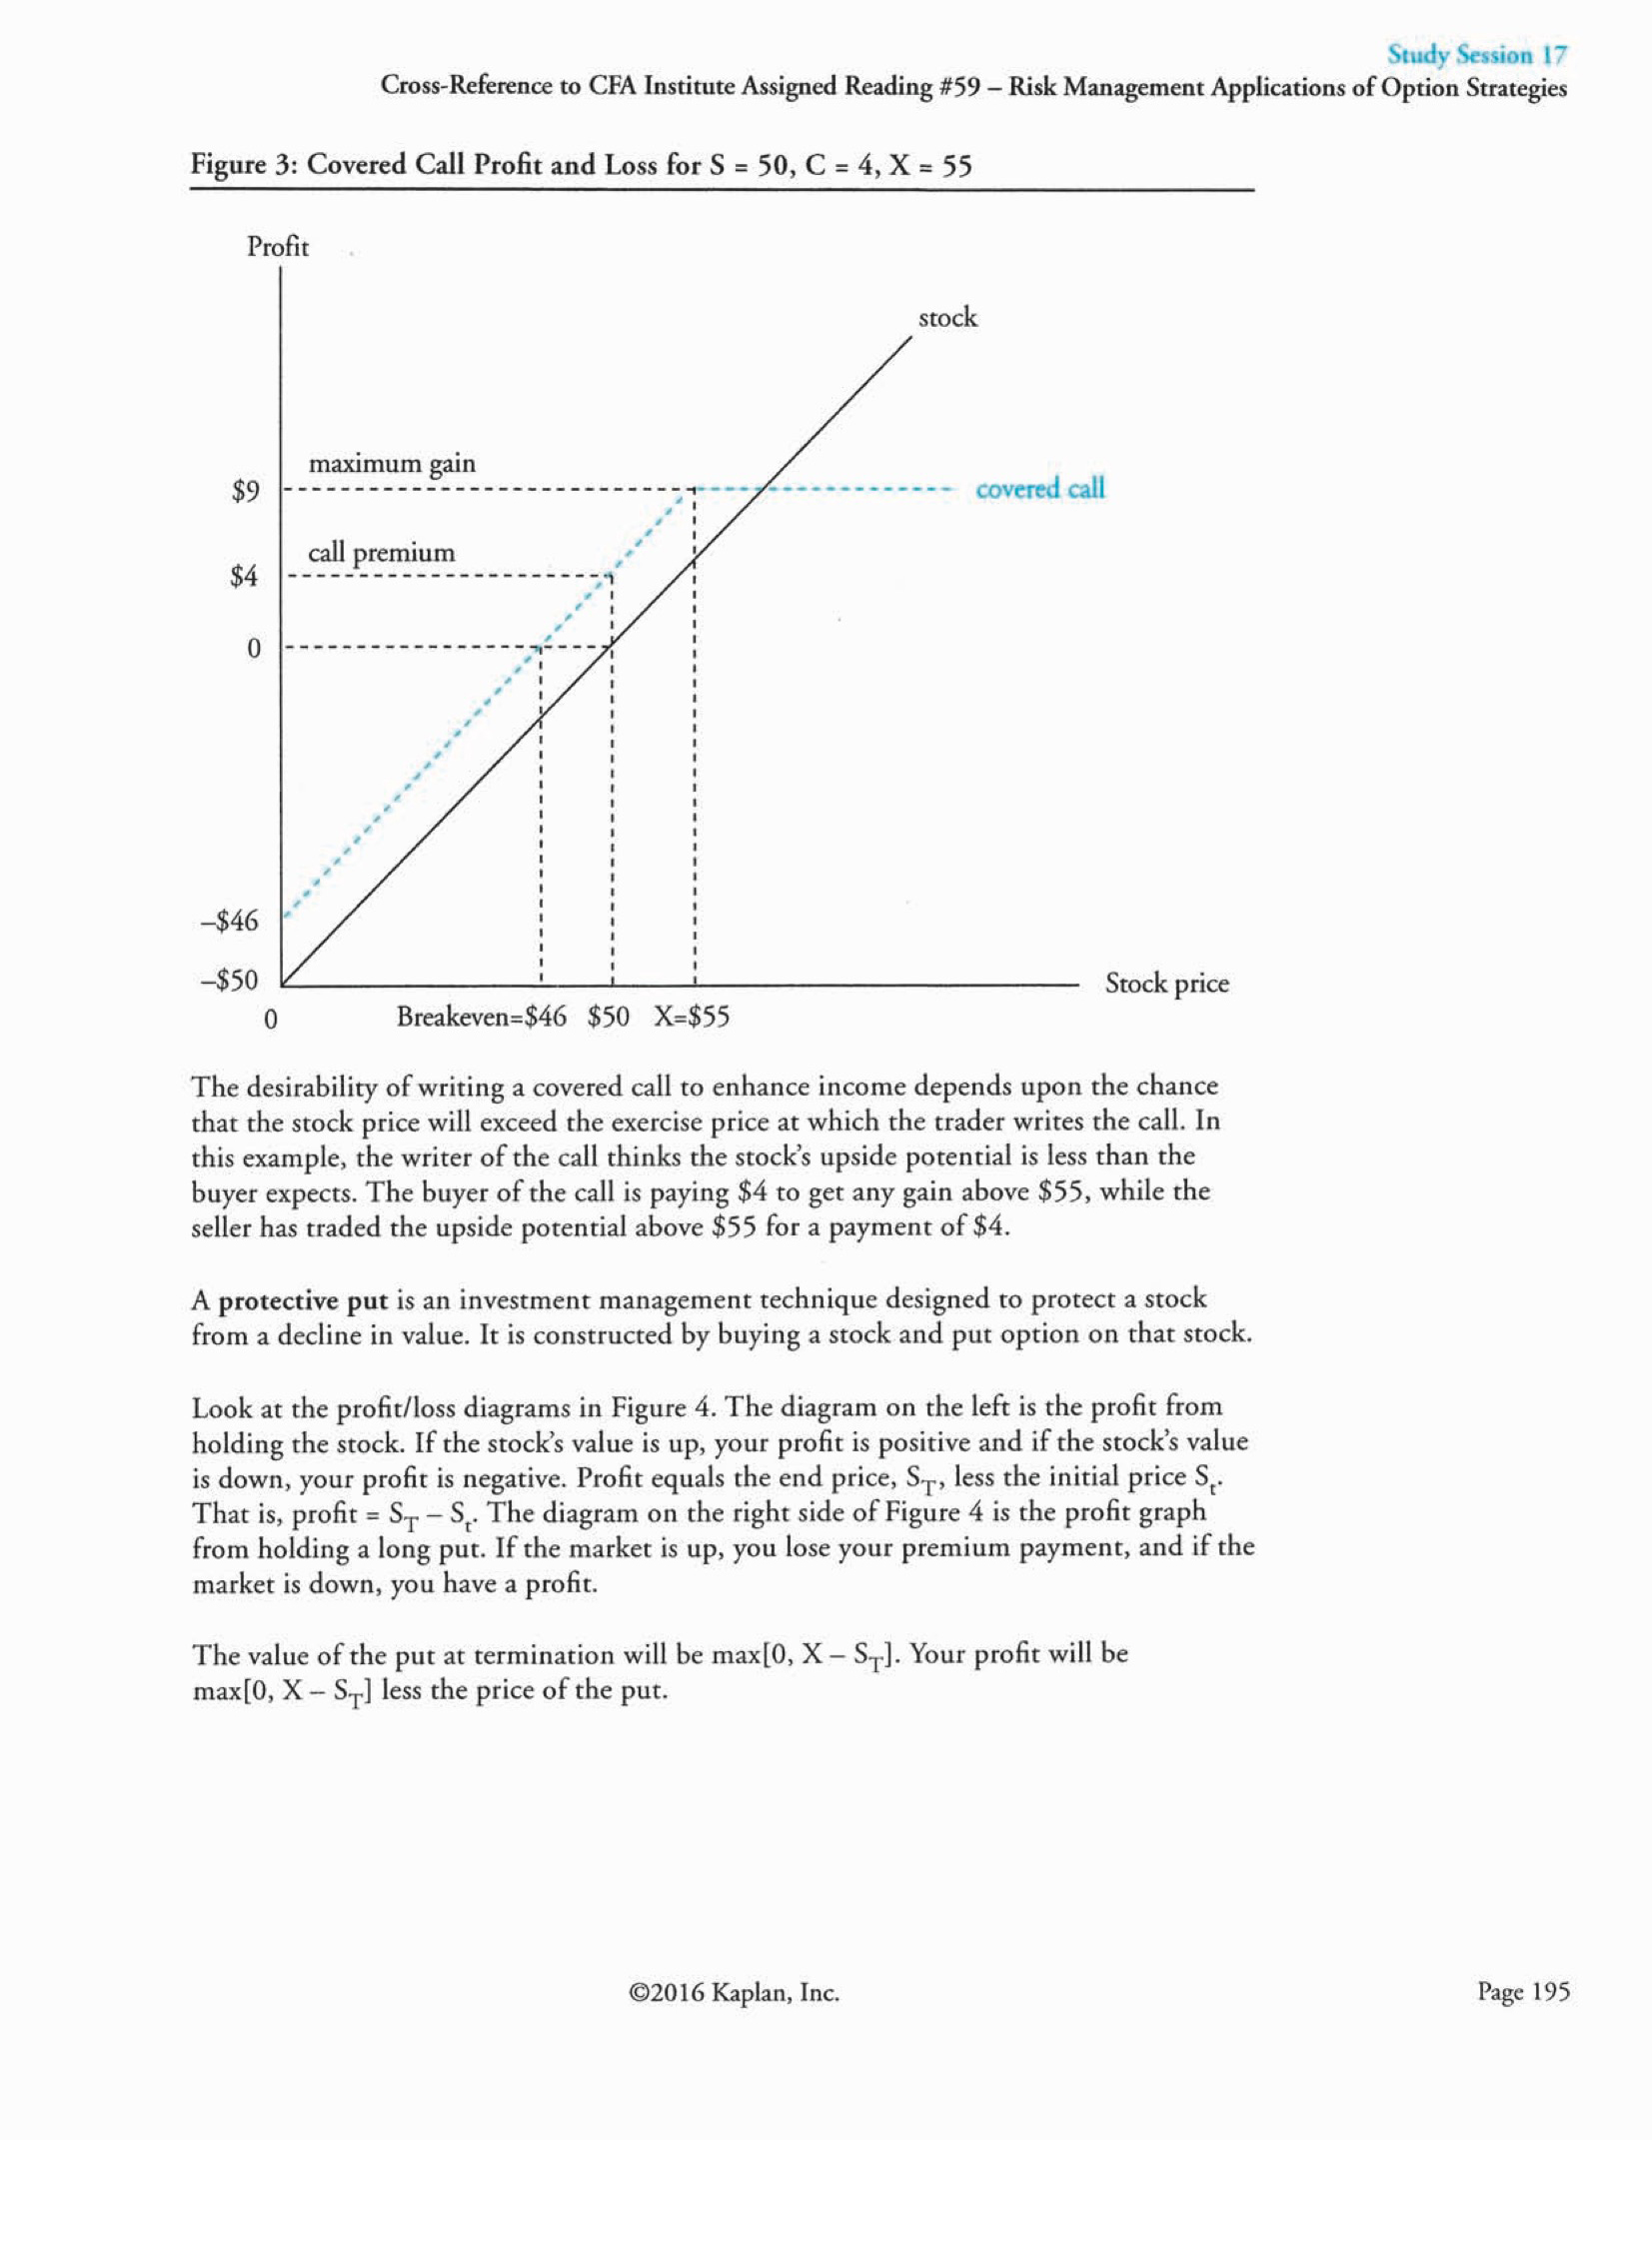 Study Session 17
Cross-Reference to CFA Institute Assigned Reading #59 – Risk Management Applications of Option Strategies
Figure 3: Covered Call Profit and Loss for S = 50, C = 4, X = 55
Profit
stock
maximum gain
$9
covered call
call premium
$4
0
–$46
–$50
Stock price
0 Breakeven=$46 $50 X=$55
The desirability of writing a covered call to enhance income depends upon the chance
that the stock price will exceed the exercise price at which the trader writes the call. In
this example, the writer of the call thinks the stock's upside potential is less than the
buyer expects. The buyer of the call is paying $4 to get any gain above $55, while the
seller has traded the upside potential above $55 for a payment of $4.
A protective put is an investment management technique designed to protect a stock
from a decline in value. It is constructed by buying a stock and put option on that stock.
Look at the profit/loss diagrams in Figure 4. The diagram on the left is the profit from
holding the stock. If the stock's value is up, your profit is positive and if the stock's value
is down, your profit is negative. Profit equals the end price, S_T, less the initial price S_t.
That is, profit = S_T – S_t. The diagram on the right side of Figure 4 is the profit graph
from holding a long put. If the market is up, you lose your premium payment, and if the
market is down, you have a profit.
The value of the put at termination will be max[0, X – S_T]. Your profit will be
max[0, X – S_T] less the price of the put.
©2016 Kaplan, Inc.
Page 195